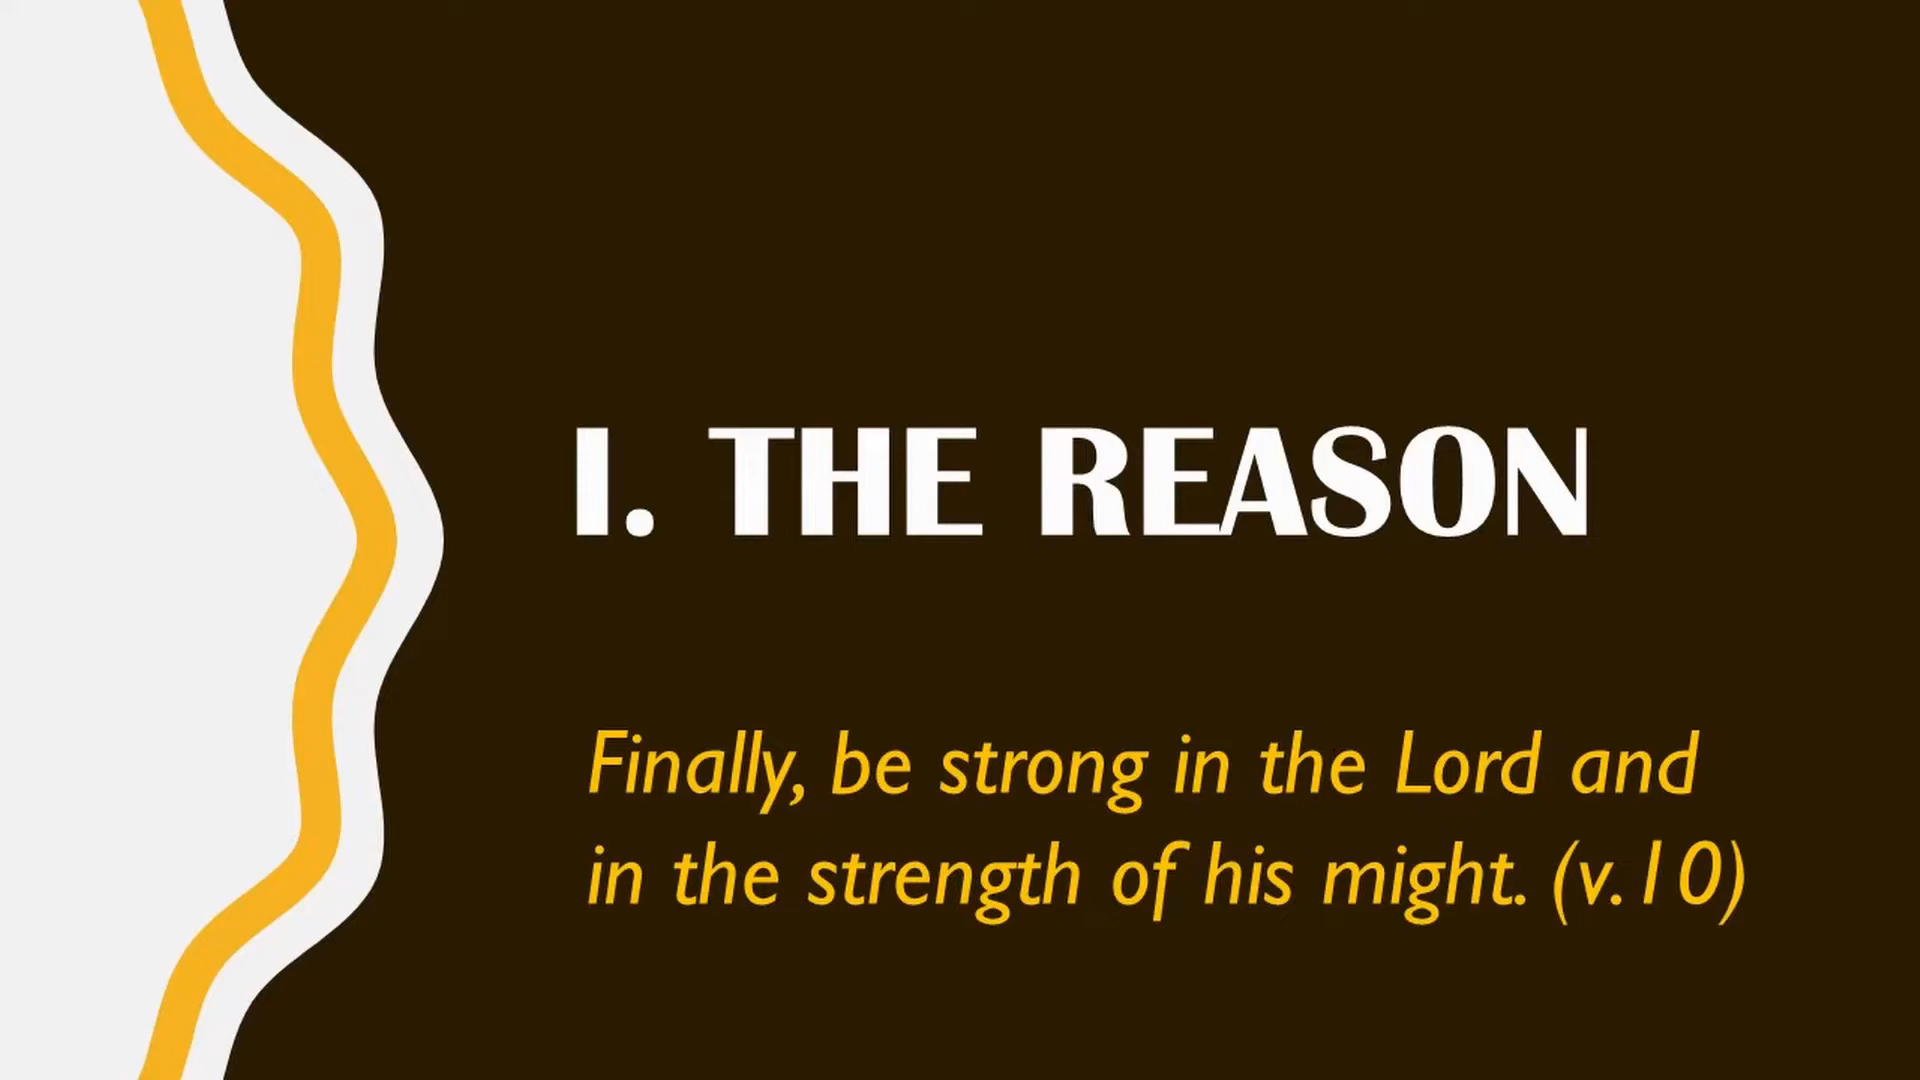 I. THE REASON
Finally, be strong in the Lord and
in the strength of his might. (v.10)